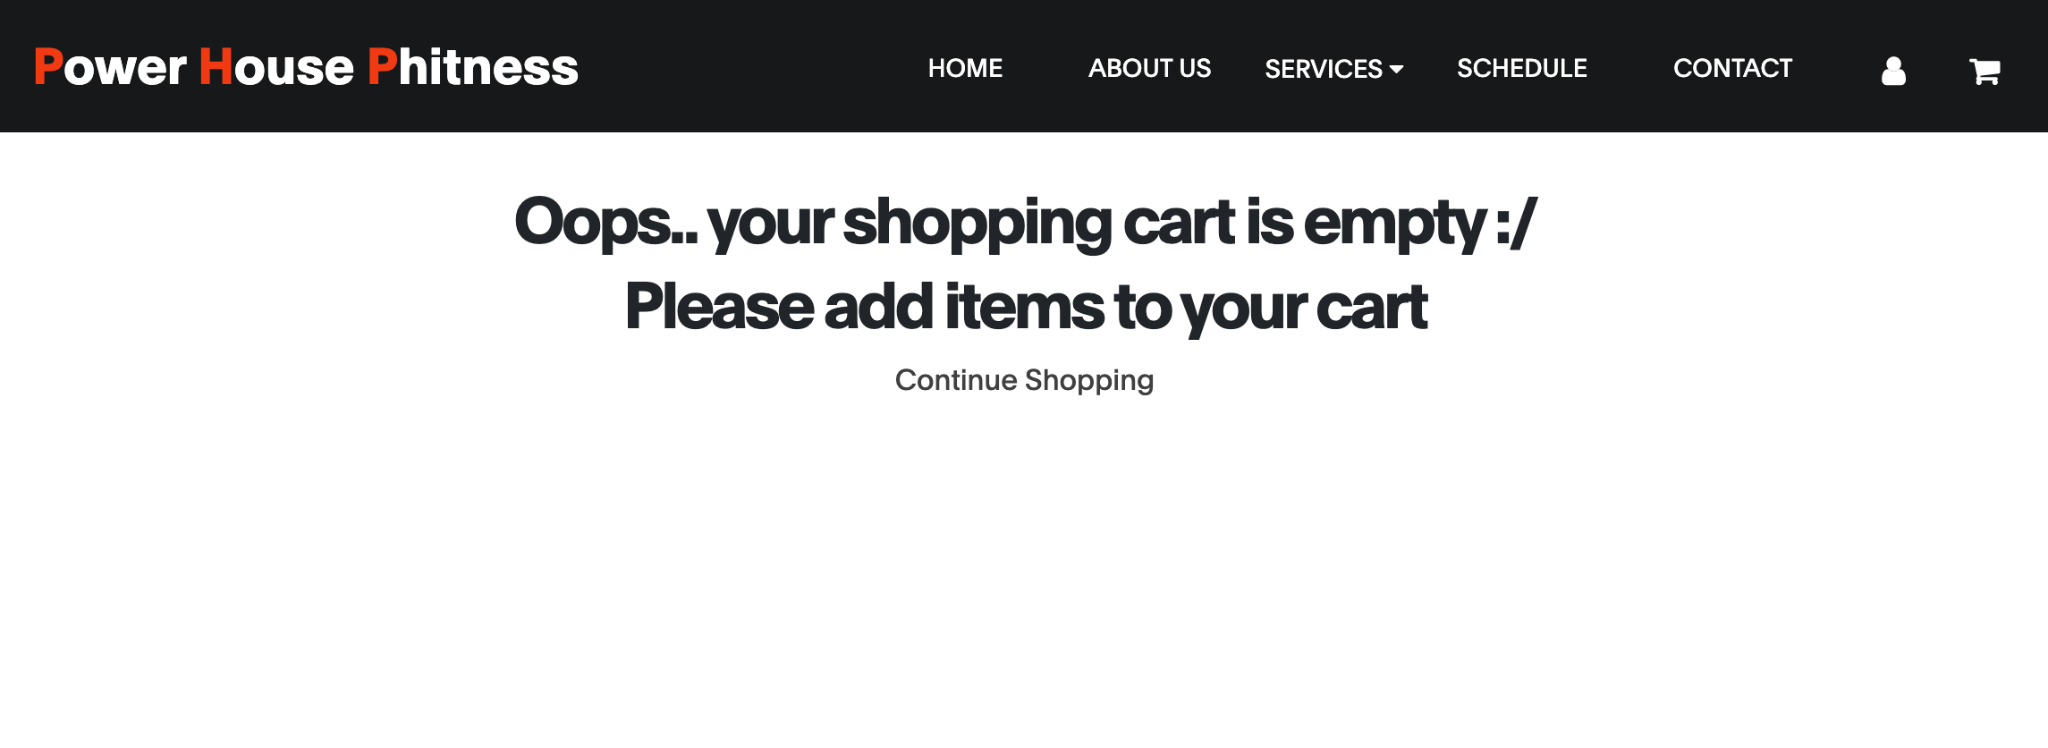 Power House Phitness
HOME ABOUT US SERVICES SCHEDULE CONTACT
Oops.. your shopping cart is empty :/
Please add items to your cart
Continue Shopping